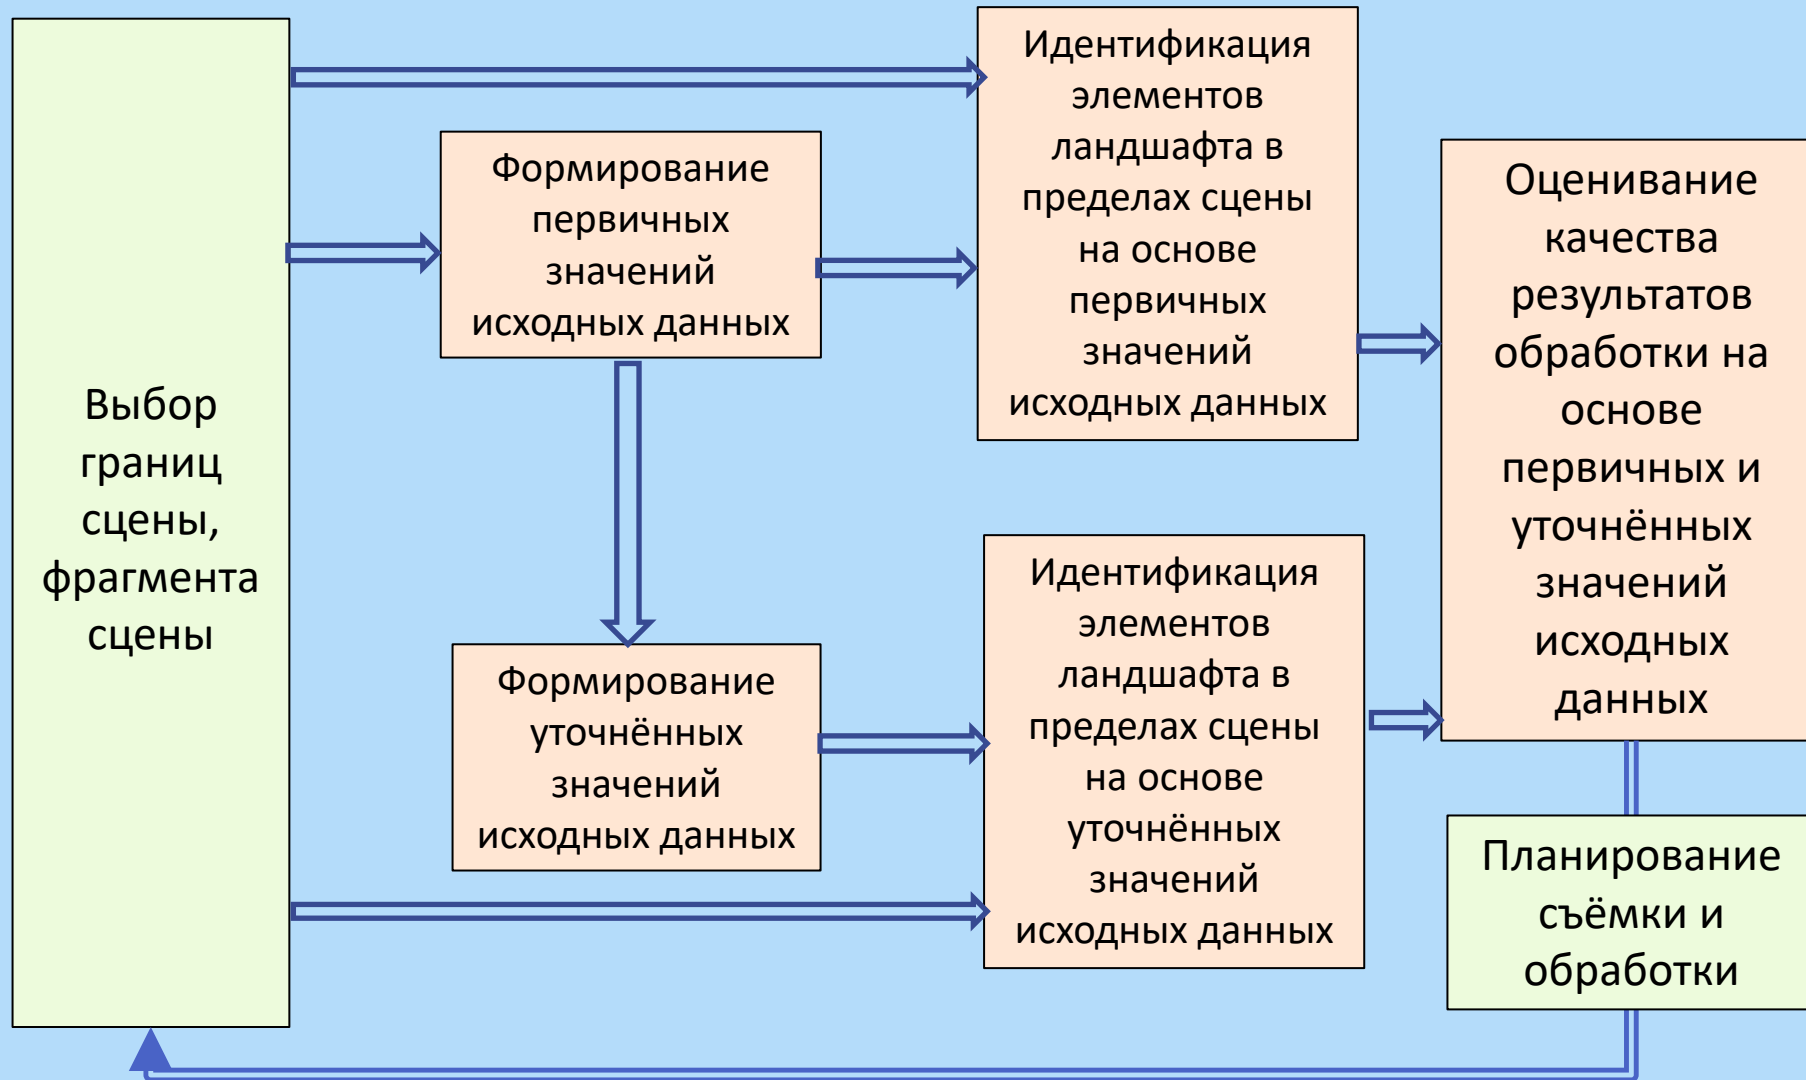 Выбор
границ
сцены,
фрагмента
сцены
Формирование
первичных
значений
исходных данных
Идентификация
элементов
ландшафта в
пределах сцены
на основе
первичных
значений
исходных данных
Формирование
уточнённых
значений
исходных данных
Идентификация
элементов
ландшафта в
пределах сцены
на основе
уточнённых
значений
исходных данных
Оценивание
качества
результатов
обработки на
основе
первичных и
уточнённых
значений
исходных
данных
Планирование
съёмки и
обработки